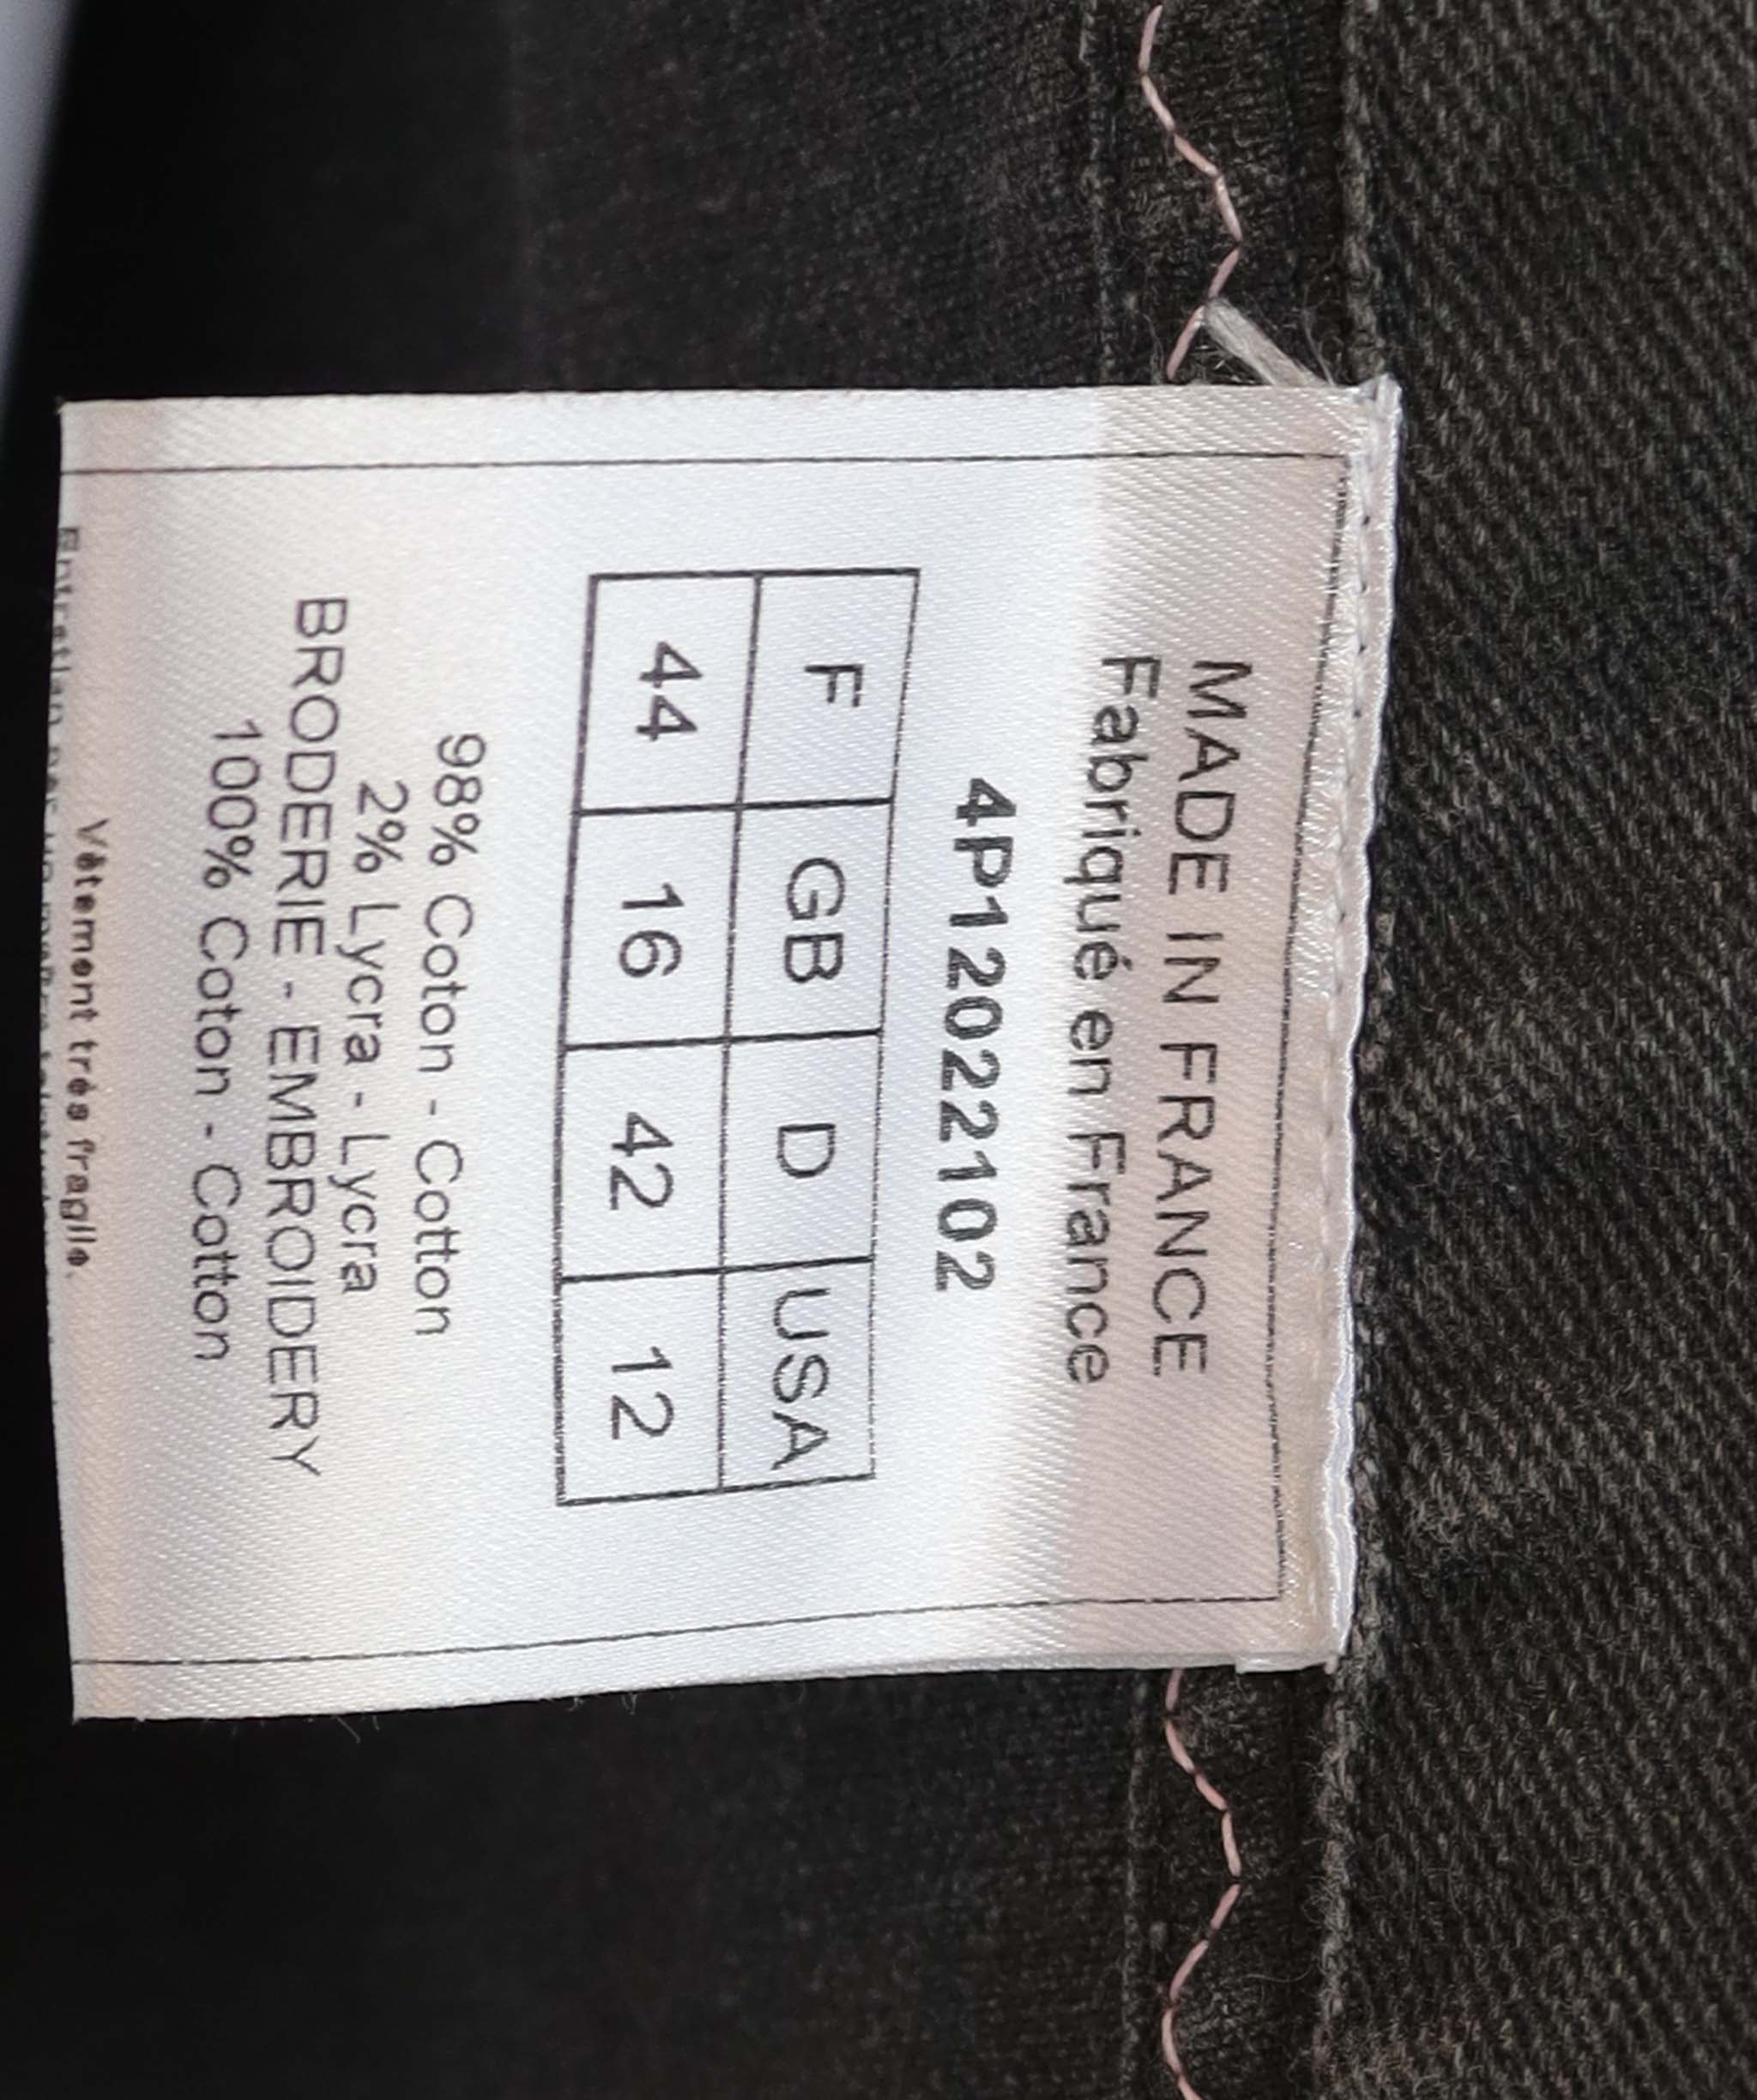 MADE IN FRANCE
Fabriqué en France
4P12022102
F GB D USA
44 16 42 12
98% Coton - Cotton
2% Lycra - Lycra
BRODERIE - EMBROIDERY
100% Coton - Cotton
Vêtement très fragile.